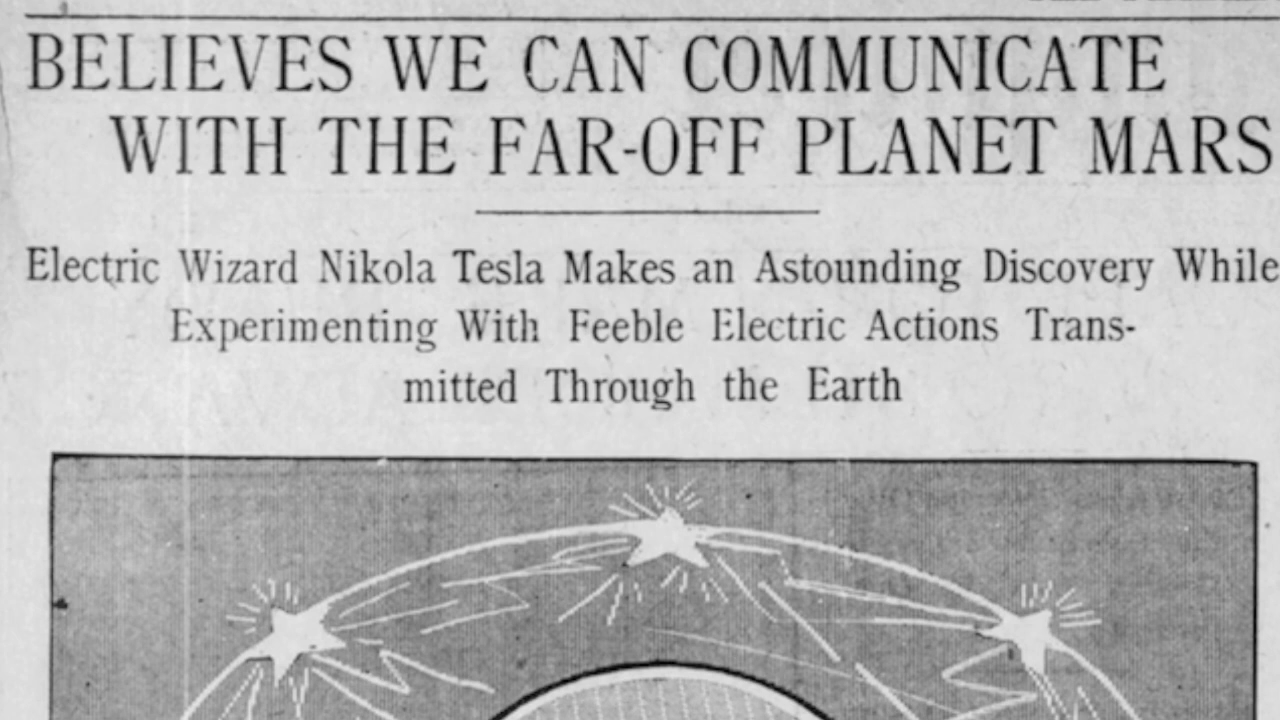 BELIEVES WE CAN COMMUNICATE
WITH THE FAR-OFF PLANET MARS
Electric Wizard Nikola Tesla Makes an Astounding Discovery While
Experimenting With Feeble Electric Actions Trans-
mitted Through the Earth